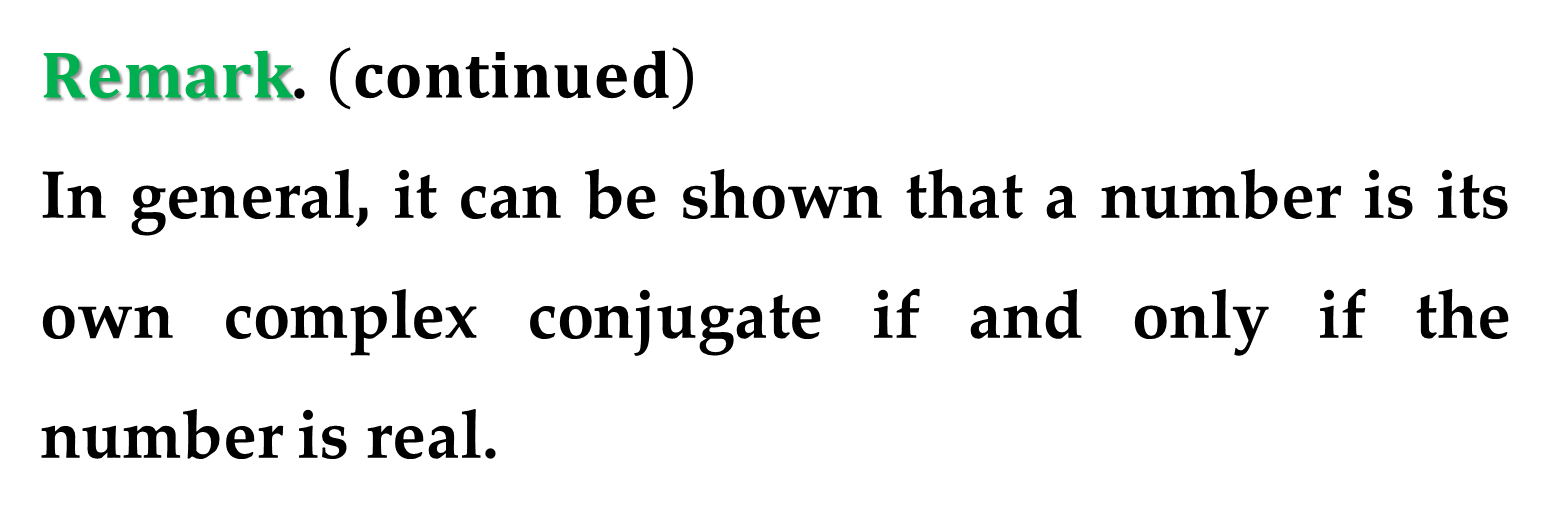 Remark. (continued)
In general, it can be shown that a number is its
own complex conjugate if and only if the
number is real.